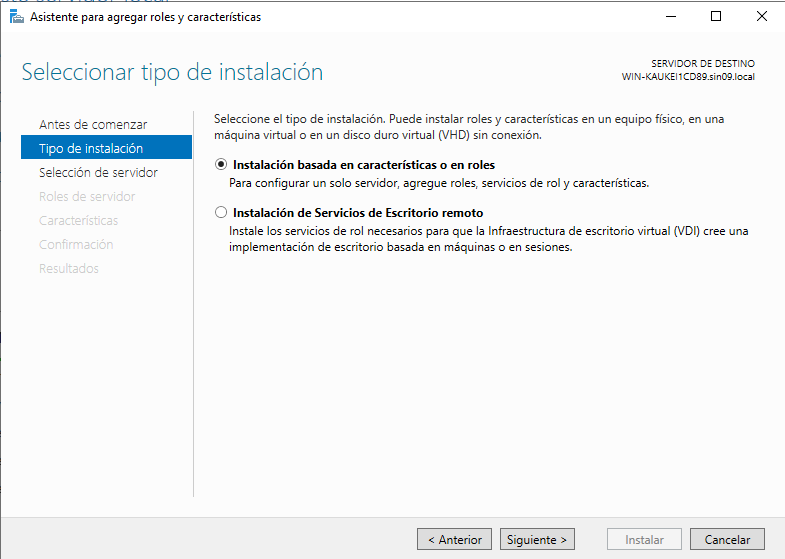 Asistente para agregar roles y características
Seleccionar tipo de instalación
SERVIDOR DE DESTINO
WIN-KAUKEI1CD89.sin09.local
Antes de comenzar
Tipo de instalación
Selección de servidor
Roles de servidor
Características
Confirmación
Resultados
Seleccione el tipo de instalación. Puede instalar roles y características en un equipo físico, en una
máquina virtual o en un disco duro virtual (VHD) sin conexión.
Instalación basada en características o en roles
Para configurar un solo servidor, agregue roles, servicios de rol y características.
Instalación de Servicios de Escritorio remoto
Instale los servicios de rol necesarios para que la Infraestructura de escritorio virtual (VDI) cree una
implementación de escritorio basada en máquinas o en sesiones.
< Anterior
Siguiente >
Instalar
Cancelar